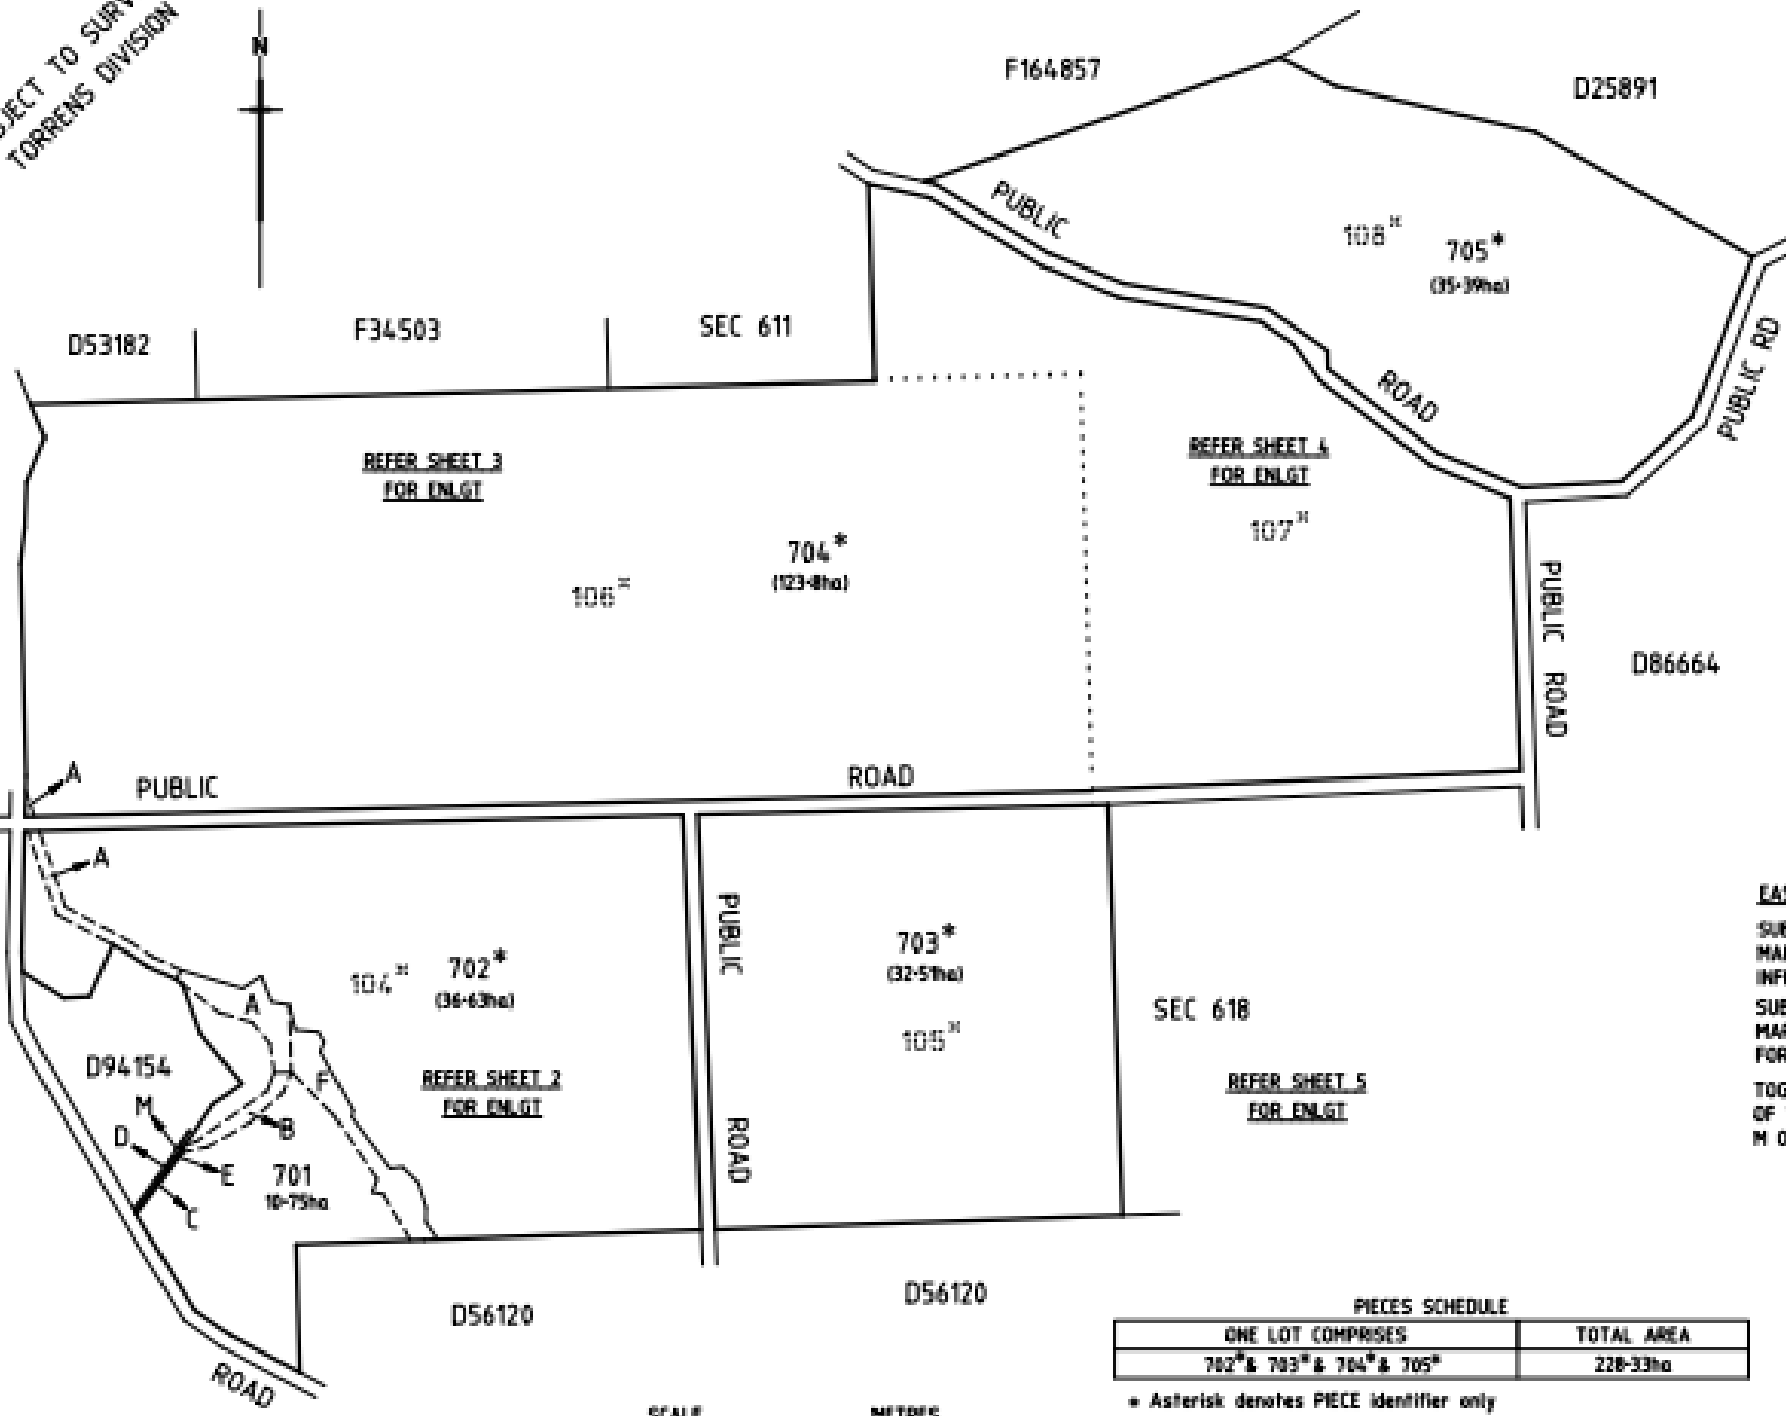 TO SURV
TORRENS DIVISION
N
F164857
D25891
PUBLIC
108*
705*
(35·39ha)
D53182
F34503
SEC 611
PUBLIC RD
ROAD
REFER SHEET 3
FOR ENLGT
REFER SHEET 4
FOR ENLGT
107*
704*
(123·8ha)
106*
PUBLIC ROAD
D86664
A
PUBLIC
ROAD
A
PUBLIC
703*
(32·51ha)
104*
702*
(36·63ha)
105*
SEC 618
A
D94154
F
REFER SHEET 2
FOR ENLGT
REFER SHEET 5
FOR ENLGT
M
D
B
E
701
10·75ha
C
ROAD
TOG
OF
M O
D56120
D56120
ROAD
PIECES SCHEDULE
ONE LOT COMPRISES TOTAL AREA
702* & 703* & 704* & 705* 228·33ha
* Asterisk denotes PIECE identifier only
SCALE METRES